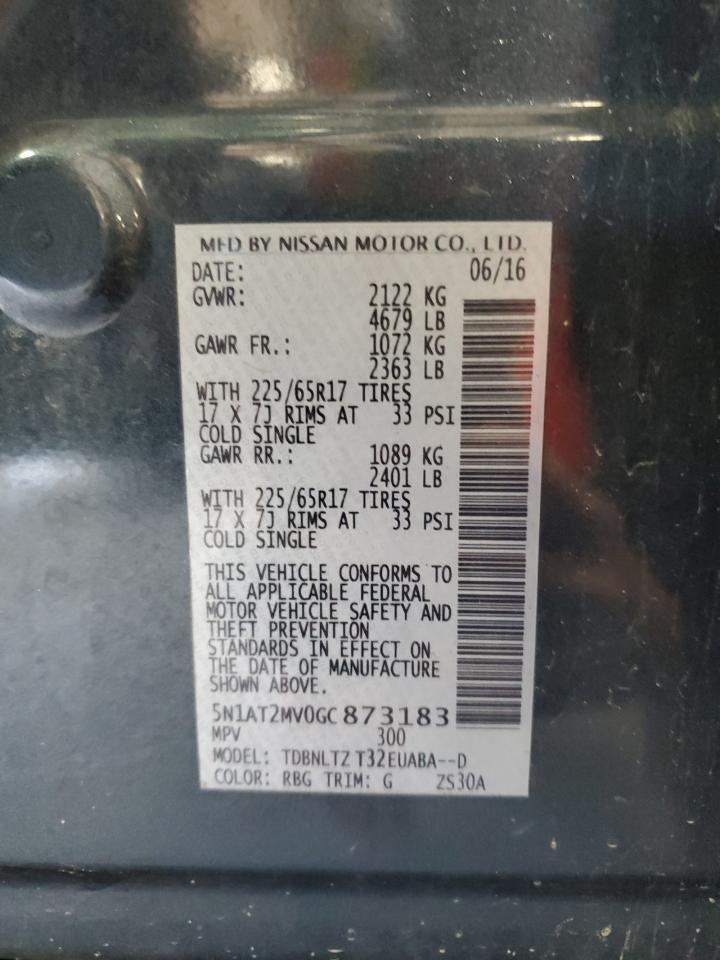 MFD BY NISSAN MOTOR CO., LTD.
DATE: 06/16
GVWR: 2122 KG
4679 LB
GAWR FR.: 1072 KG
2363 LB
WITH 225/65R17 TIRES
17 X 7J RIMS AT 33 PSI
COLD SINGLE
GAWR RR.: 1089 KG
2401 LB
WITH 225/65R17 TIRES
17 X 7J RIMS AT 33 PSI
COLD SINGLE
THIS VEHICLE CONFORMS TO
ALL APPLICABLE FEDERAL
MOTOR VEHICLE SAFETY AND
THEFT PREVENTION
STANDARDS IN EFFECT ON
THE DATE OF MANUFACTURE
SHOWN ABOVE.
5N1AT2MV0GC873183
MPV 300
MODEL: TDBNLTZ T32EUABA--D
COLOR: RBG TRIM: G ZS30A